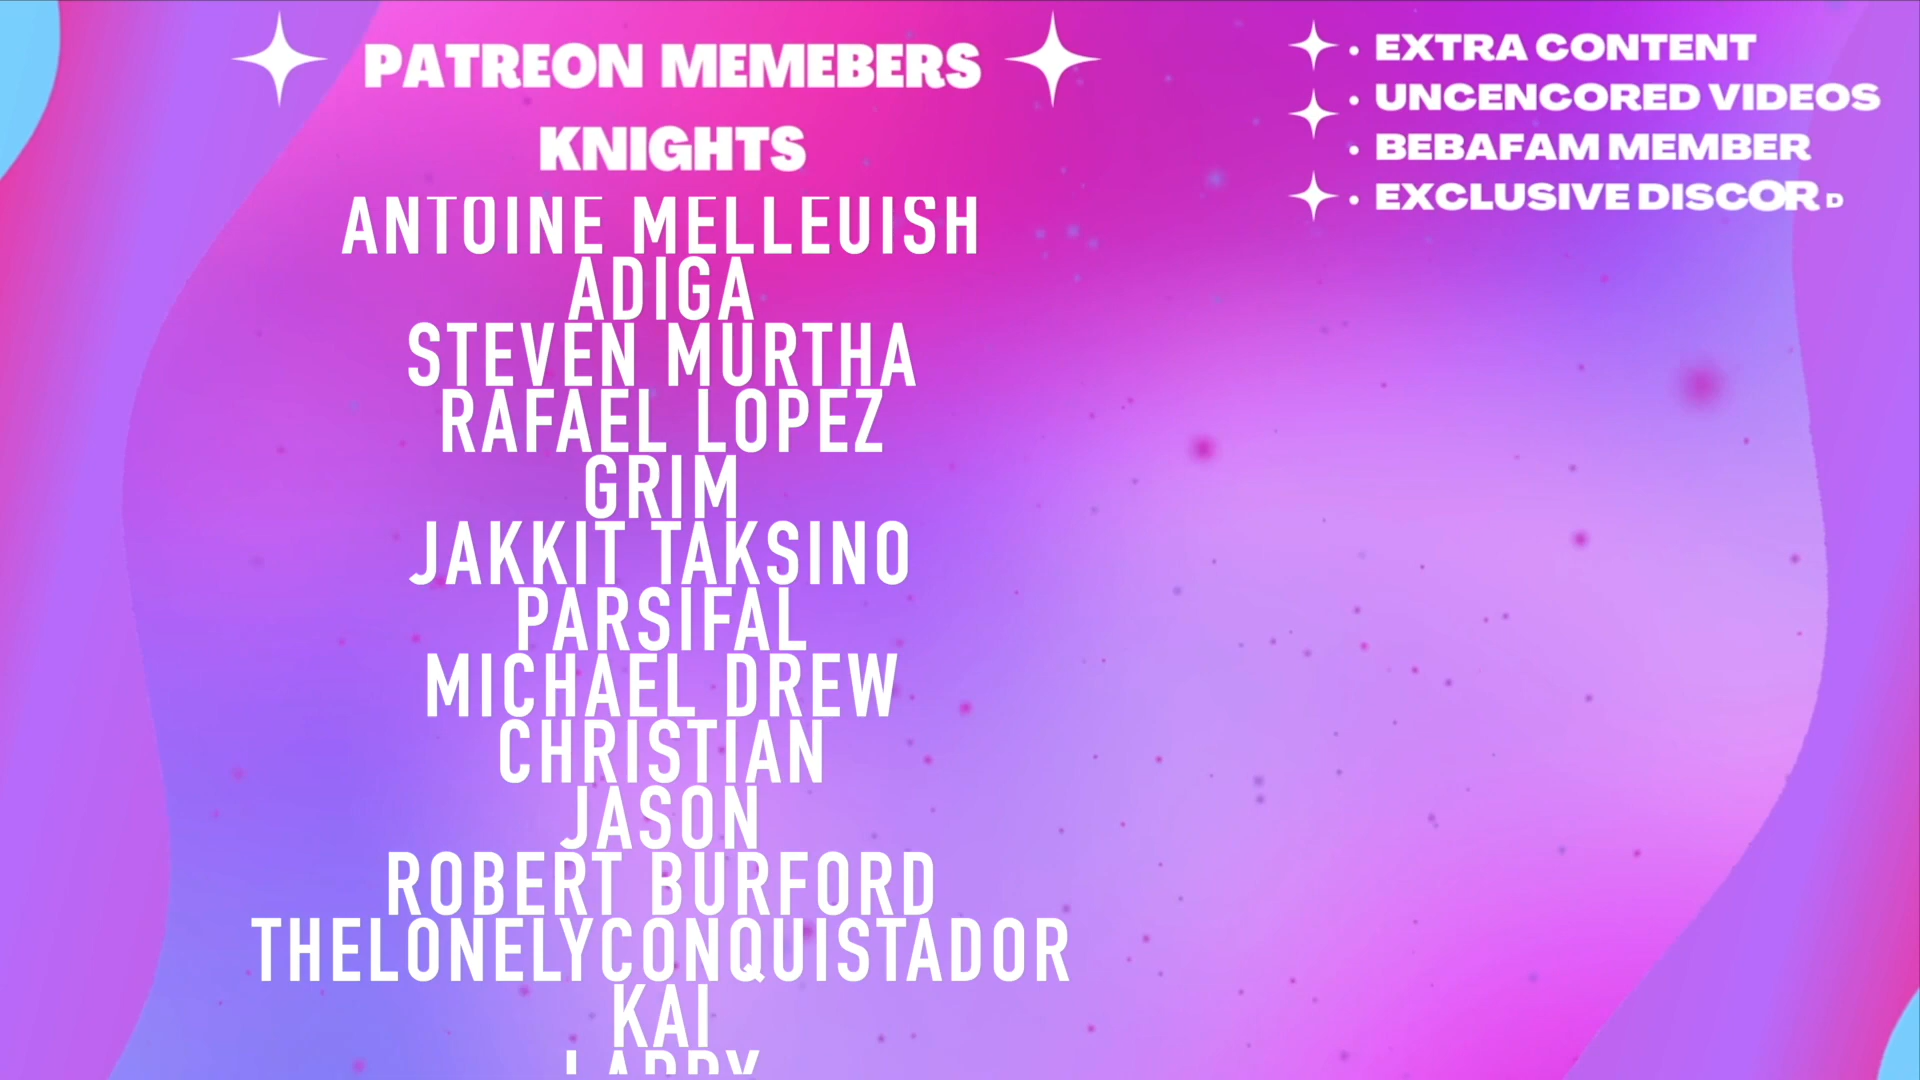 PATREON MEMEBERS
KNIGHTS
ANTOINE MELLEUISH
ADIGA
STEVEN MURTHA
RAFAEL LOPEZ
GRIM
JAKKIT TAKSINO
PARSIFAL
MICHAEL DREW
CHRISTIAN
JASON
ROBERT BURFORD
THELONELYCONQUISTADOR
KAI
• EXTRA CONTENT
• UNCENCORED VIDEOS
• BEBAFAM MEMBER
• EXCLUSIVE DISCORD